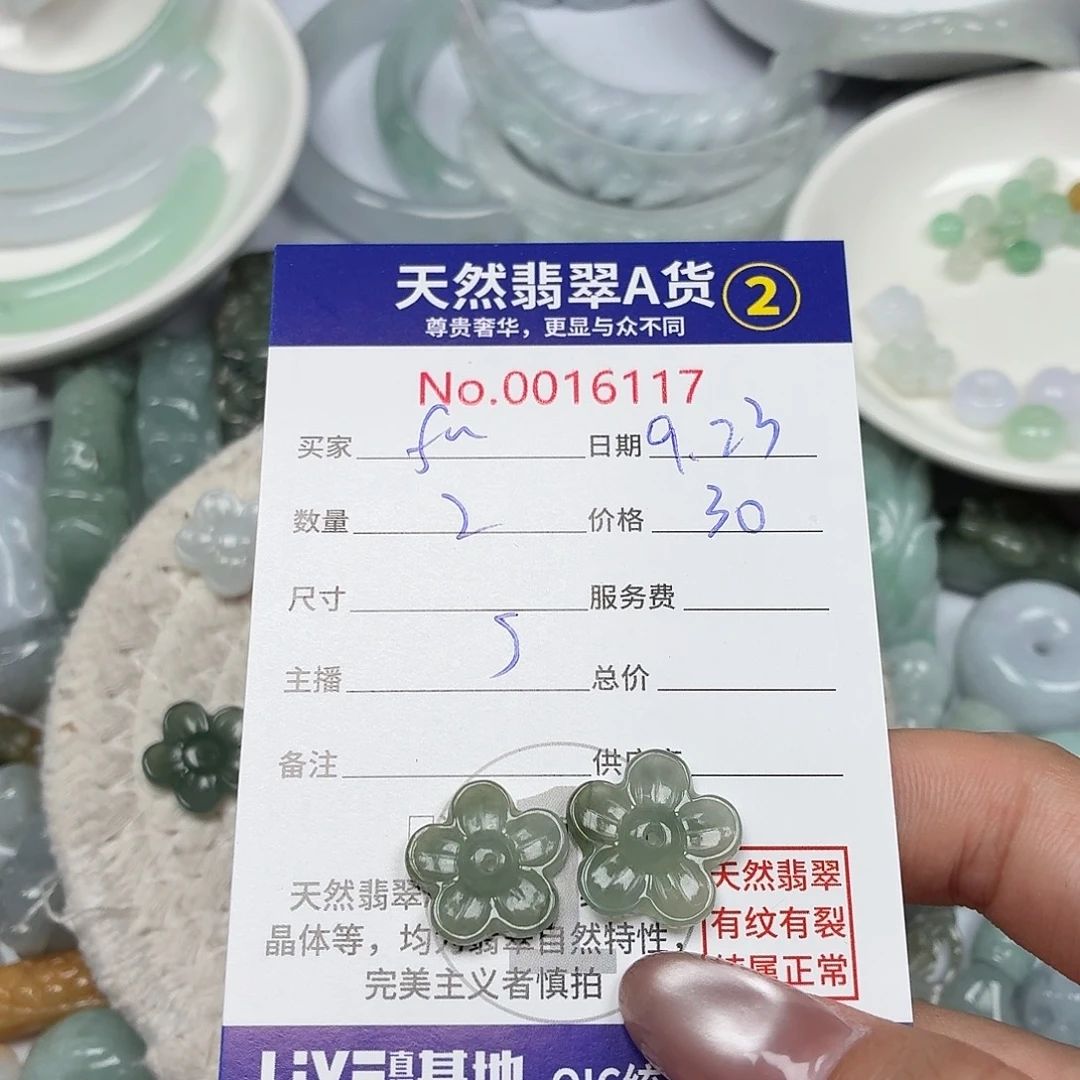 天然翡翠A货 2
尊贵奢华，更显与众不同
No.0016117
买家 fu 日期 9.23
数量 2 价格 30
尺寸 服务费
主播 5 总价
备注
天然翡翠
晶体等，均 翡翠自然特性，
完美主义者慎拍
天然翡翠
有纹有裂
属正常
LIVE 直 基地